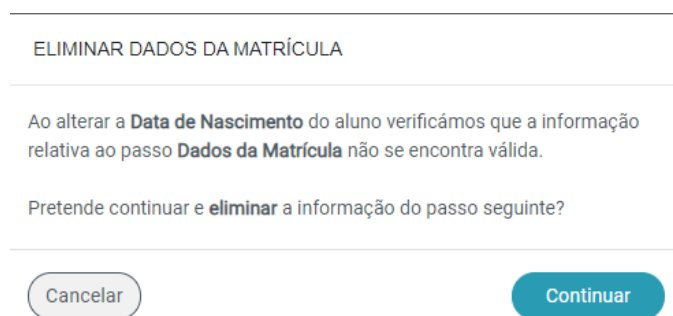 ELIMINAR DADOS DA MATRÍCULA
Ao alterar a Data de Nascimento do aluno verificámos que a informação
relativa ao passo Dados da Matrícula não se encontra válida.
Pretende continuar e eliminar a informação do passo seguinte?
Cancelar
Continuar